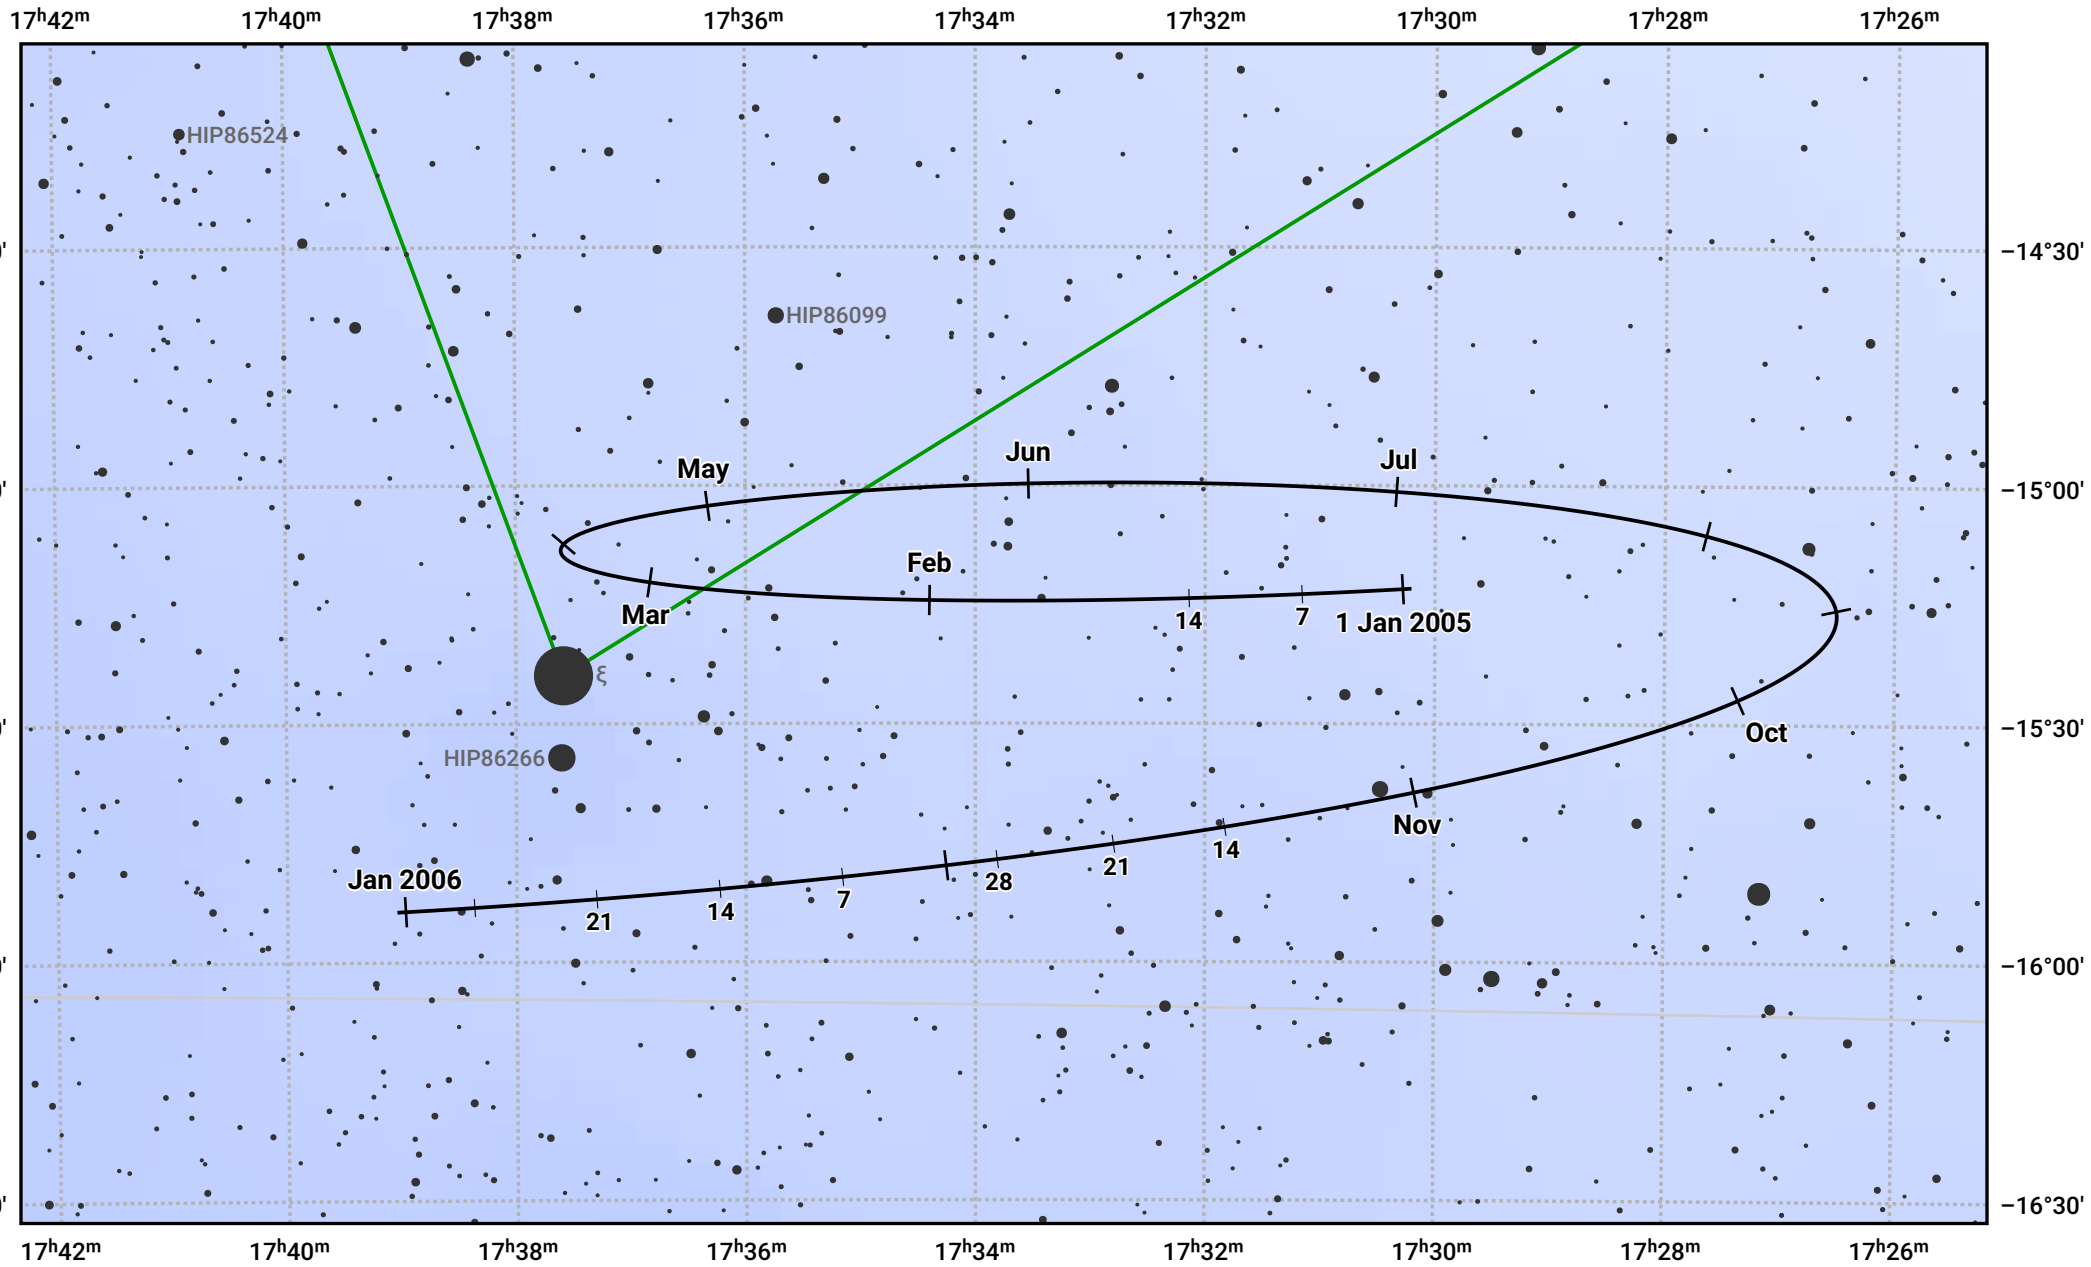 17ʰ42ᵐ 17ʰ40ᵐ 17ʰ38ᵐ 17ʰ36ᵐ 17ʰ34ᵐ 17ʰ32ᵐ 17ʰ30ᵐ 17ʰ28ᵐ 17ʰ26ᵐ
HIP86524
−14°30'
HIP86099
Jun
Jul
May
−15°00'
Feb
Mar
14
7
1 Jan 2005
ξ
−15°30'
Oct
HIP86266
Nov
14
21
28
Jan 2006
7
14
21
−16°00'
−16°30'
17ʰ42ᵐ 17ʰ40ᵐ 17ʰ38ᵐ 17ʰ36ᵐ 17ʰ34ᵐ 17ʰ32ᵐ 17ʰ30ᵐ 17ʰ28ᵐ 17ʰ26ᵐ